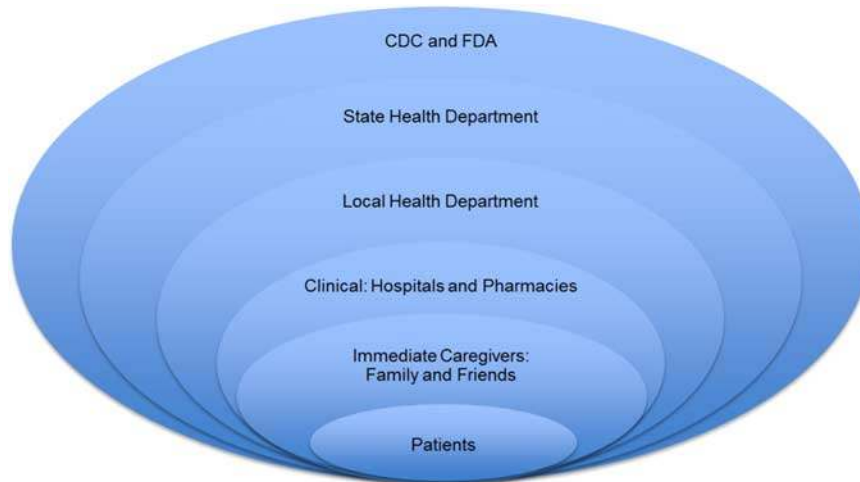 CDC and FDA
State Health Department
Local Health Department
Clinical: Hospitals and Pharmacies
Immediate Caregivers:
Family and Friends
Patients